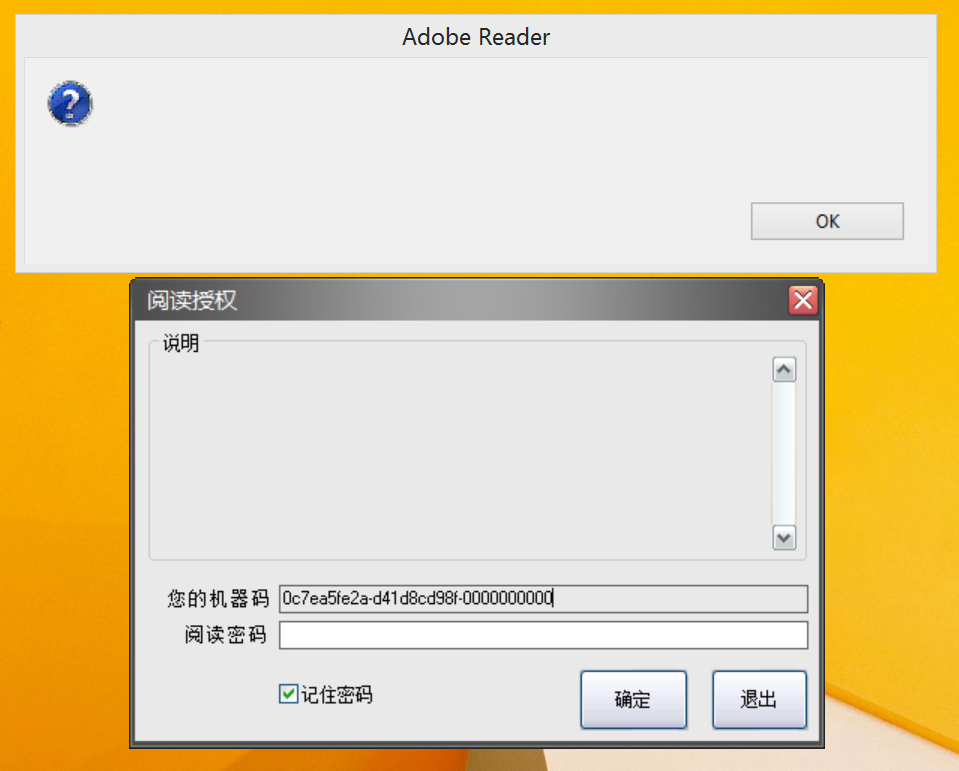 Adobe Reader
OK
阅读授权
说明
您的机器码 0c7ea5fe2a-d41d8cd98f-0000000000
阅读密码
记住密码
确定
退出